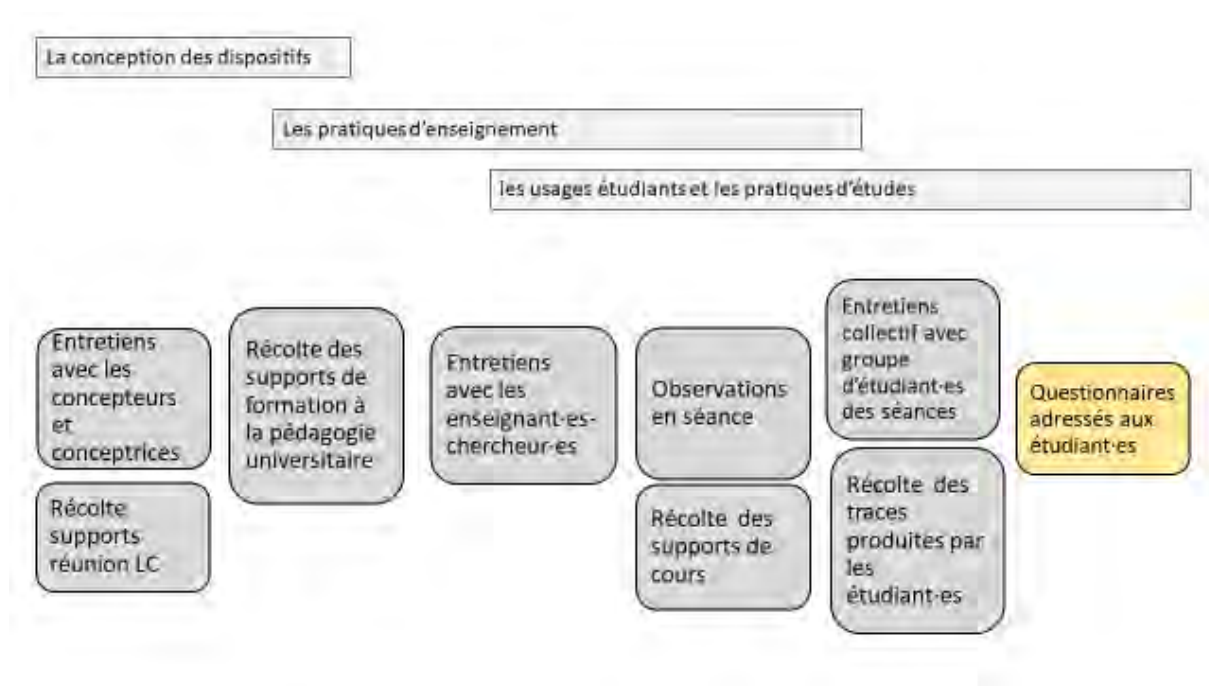 La conception des dispositifs
Les pratiques d'enseignement
les usages étudiants et les pratiques d'études
Entretiens
avec les
concepteurs
et
conceptrices
Récolte
supports
réunion LC
Récolte des
supports de
formation à
la pédagogie
universitaire
Entretiens
avec les
enseignant·es-
chercheur·es
Observations
en séance
Récolte des
supports de
cours
Entretiens
collectif avec
groupe
d'étudiant·es
des séances
Récolte des
traces
produites par
les
étudiant·es
Questionnaires
adressés aux
étudiant·es